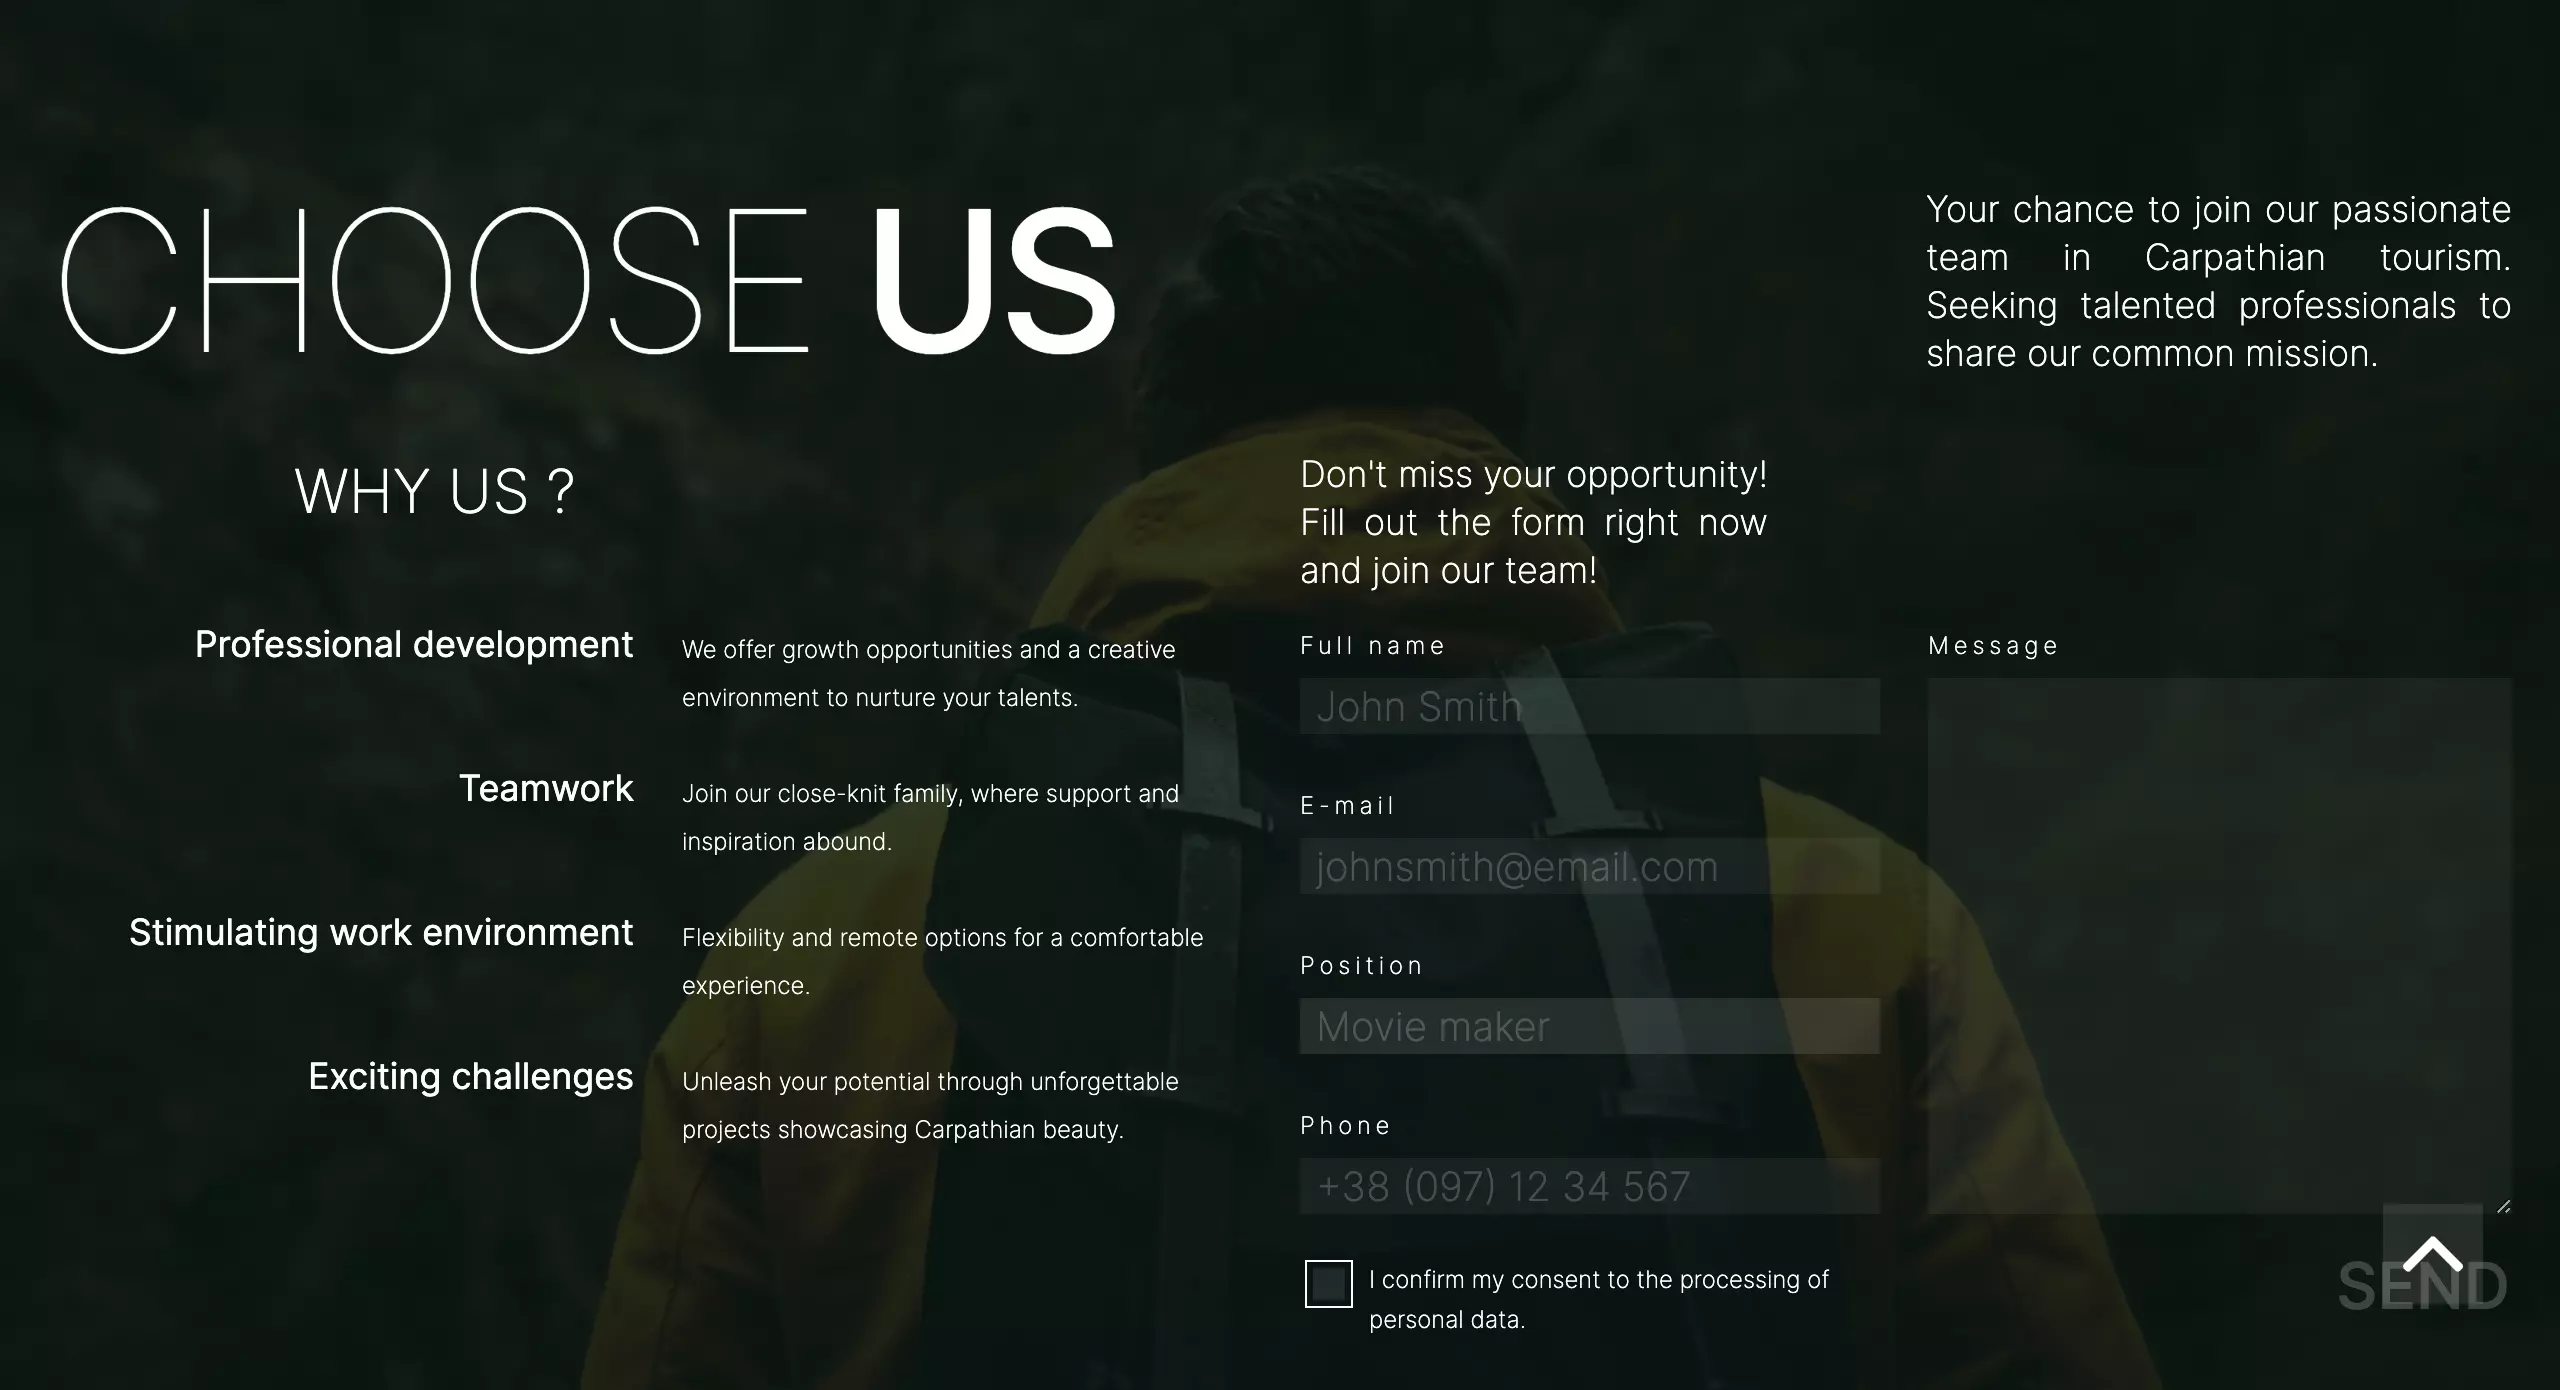 CHOOSE US
Your chance to join our passionate
team in Carpathian tourism.
Seeking talented professionals to
share our common mission.
WHY US ?
Professional development
We offer growth opportunities and a creative
environment to nurture your talents.
Teamwork
Join our close-knit family, where support and
inspiration abound.
Stimulating work environment
Flexibility and remote options for a comfortable
experience.
Exciting challenges
Unleash your potential through unforgettable
projects showcasing Carpathian beauty.
Don't miss your opportunity!
Fill out the form right now
and join our team!
Full name
John Smith
E-mail
johnsmith@email.com
Position
Movie maker
Phone
+38 (097) 12 34 567
I confirm my consent to the processing of
personal data.
Message
SEND